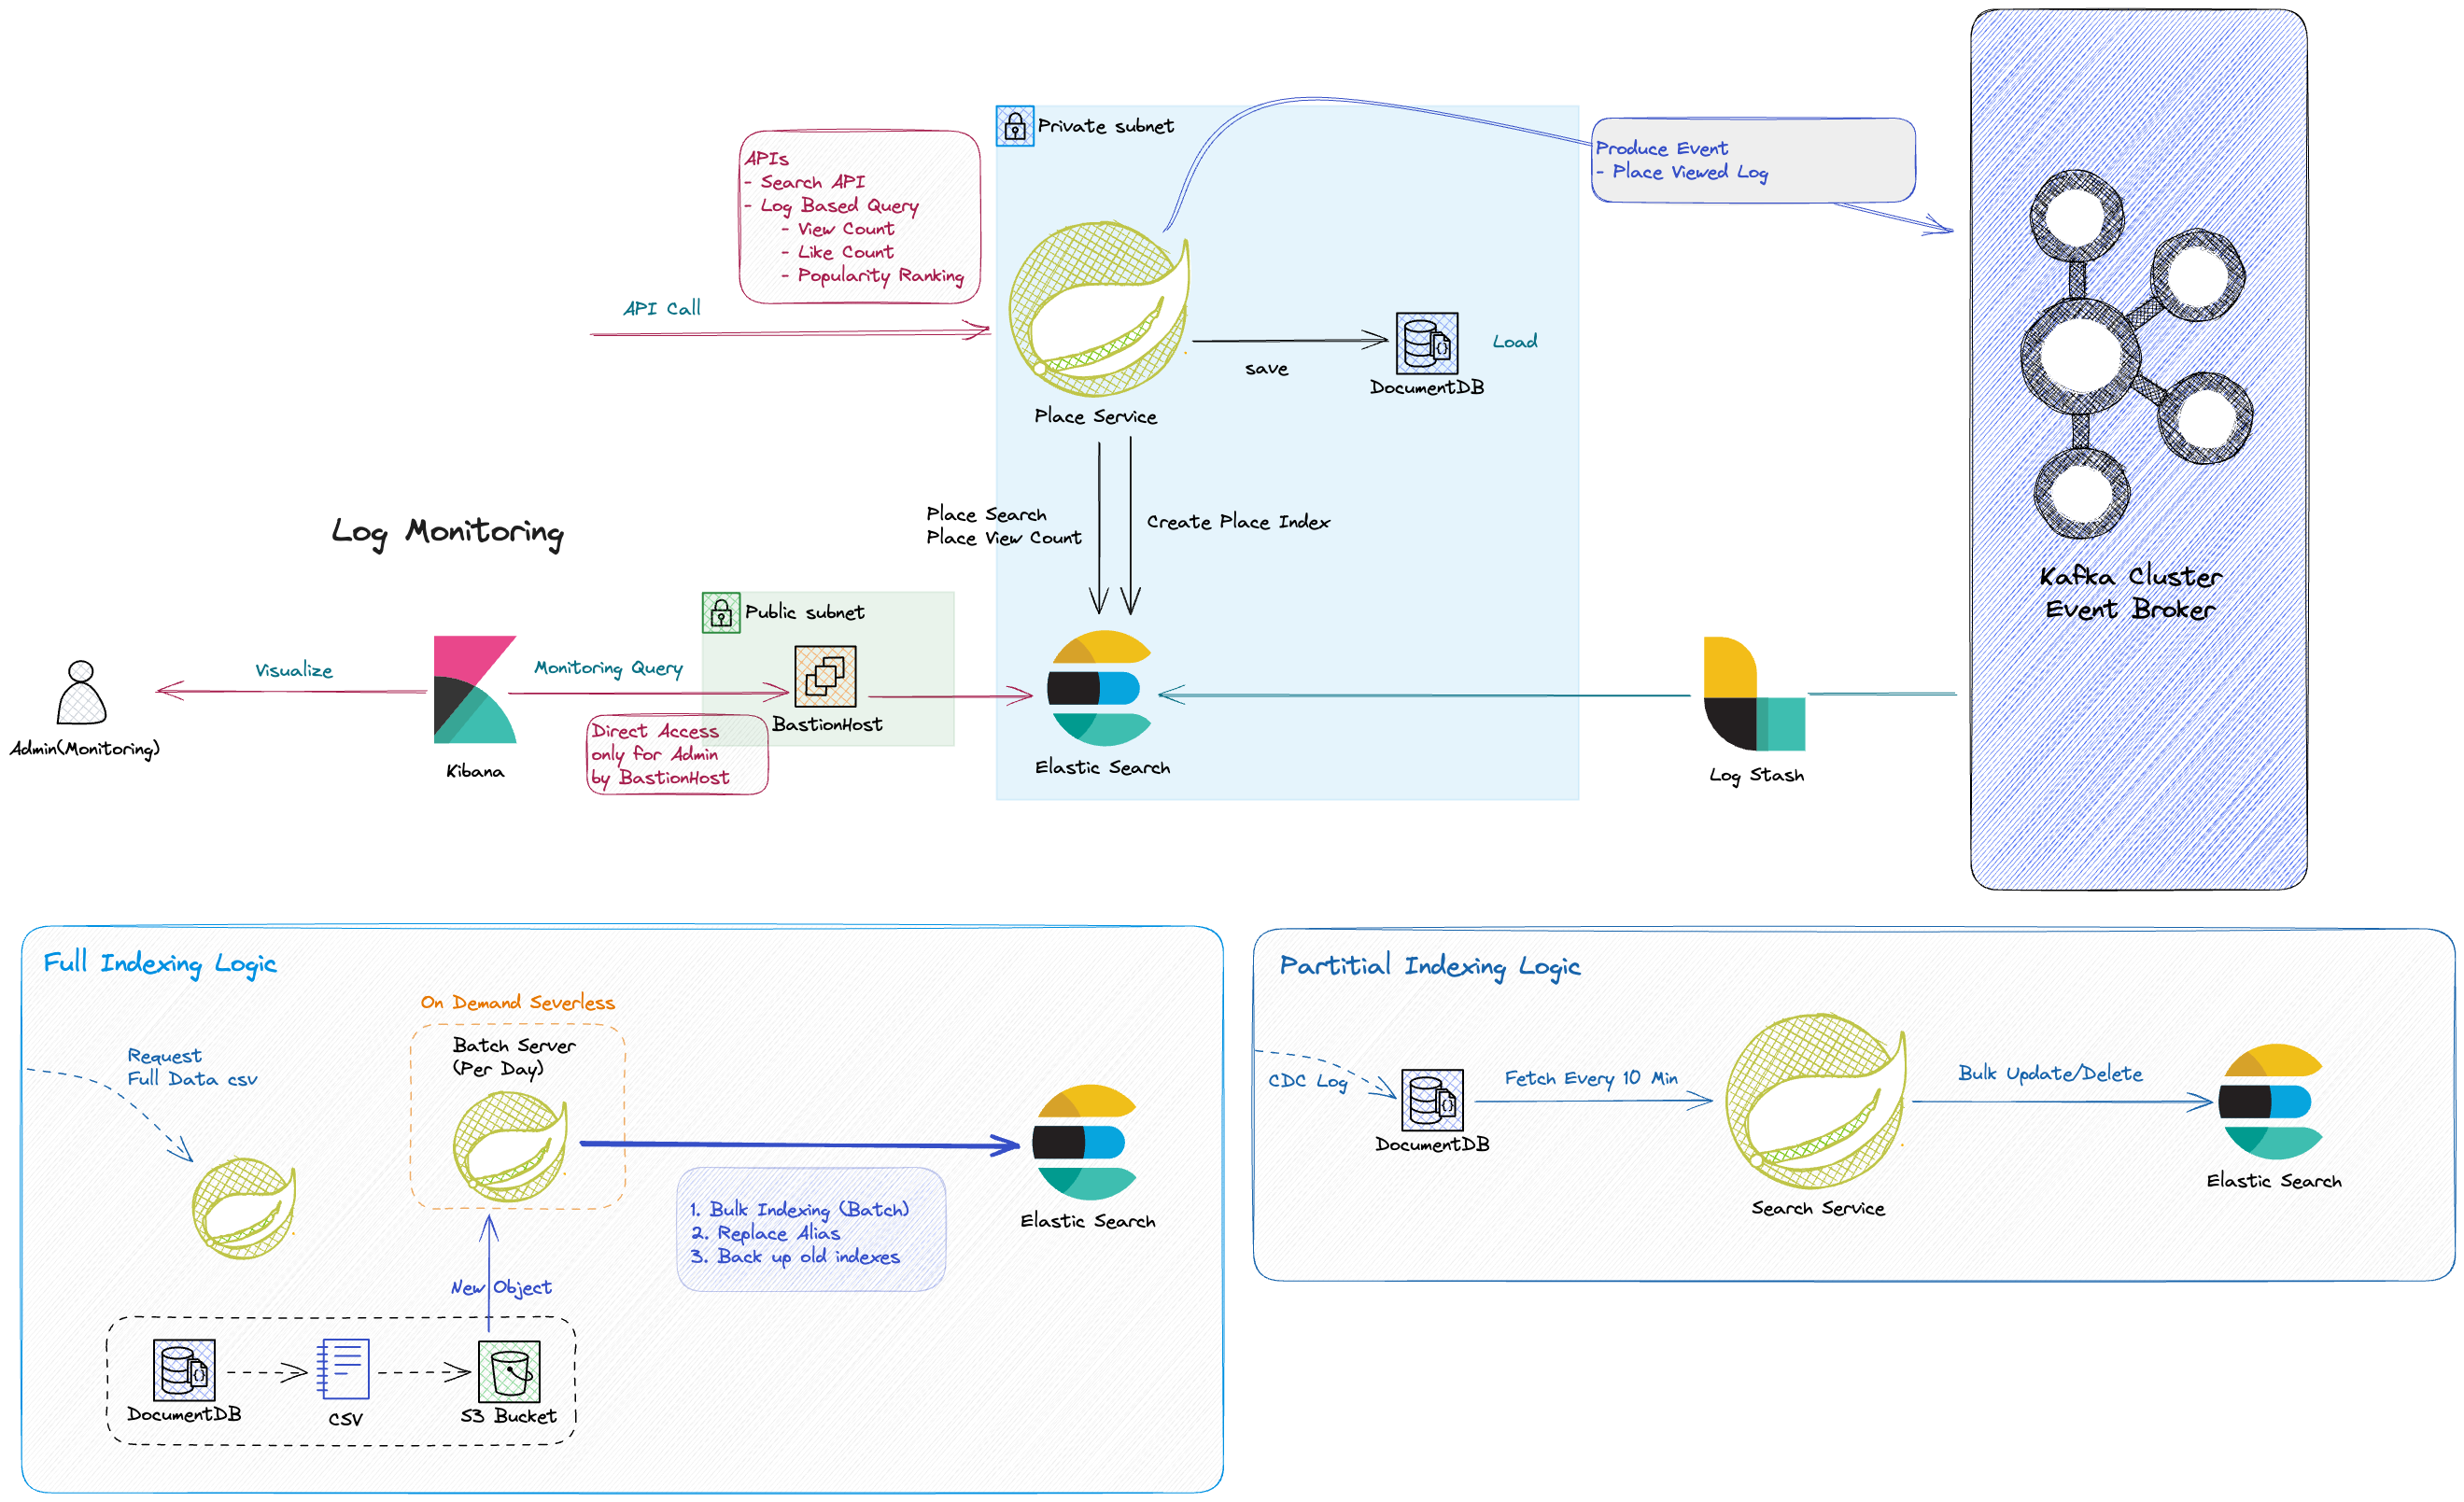 Private subnet
APIs
- Search API
- Log Based Query
- View Count
- Like Count
- Popularity Ranking
Produce Event
- Place Viewed Log
API Call
save
DocumentDB
Load
Place Service
Place Search
Place View Count
Create Place Index
Log Monitoring
Kafka Cluster
Event Broker
Public subnet
Visualize
Monitoring Query
Admin(Monitoring)
Kibana
BastionHost
Direct Access
only for Admin
by BastionHost
Elastic Search
Log Stash
Full Indexing Logic
On Demand Severless
Batch Server
(Per Day)
Request
Full Data csv
1. Bulk Indexing (Batch)
2. Replace Alias
3. Back up old indexes
Elastic Search
New Object
DocumentDB
CSV
S3 Bucket
Partitial Indexing Logic
CDC Log
DocumentDB
Fetch Every 10 Min
Search Service
Bulk Update/Delete
Elastic Search